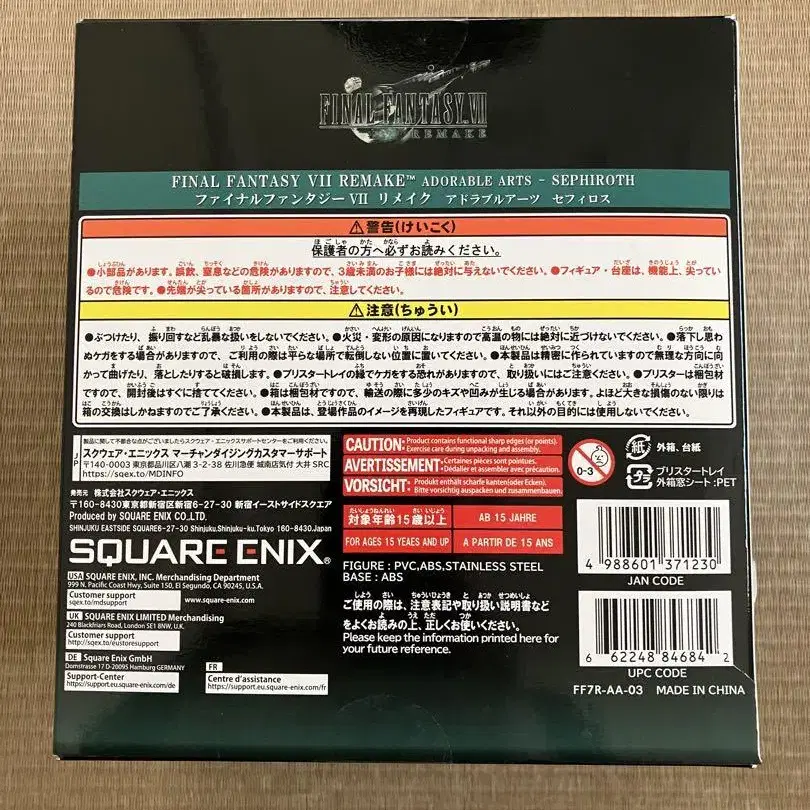 FINAL FANTASY VII
REMAKE
FINAL FANTASY VII REMAKE™ ADORABLE ARTS - SEPHIROTH
ファイナルファンタジーVII リメイク アドラブルアーツ セフィロス
⚠警告(けいこく)
保護者の方へ必ずお読みください。
●小部品があります。誤飲、窒息などの危険がありますので、3歳未満のお子様には絶対に与えないでください。●フィギュア・台座は、機能上、尖ってい
るので危険です。●先端が尖っている箇所がありますので、注意してください。
⚠注意(ちゅうい)
●ぶつけたり、振り回すなど乱暴な扱いをしないでください。●火災・変形の原因になりますので高温の物には絶対に近づけないでください。●落下し思わ
ぬケガをする場合がありますので、ご利用の際は平らな場所で転倒しない位置に置いてください。●本製品は精密に作られていますので無理な方向に向
かって曲げたり、落としたりすると破損します。●ブリスタートレイの縁でケガをする恐れがありますので、取り扱いにはご注意ください。●ブリスターは梱包材
ですので、開封後はすぐに捨ててください。●箱は梱包材ですので、輸送の際に多少のキズや凹みが生じる場合があります。よほど大きな損傷のない限りは
箱の交換はしかねますのでご了承ください。●本製品は、登場作品のイメージを再現したフィギュアです。それ以外の目的には使用しないでください。
JP
製品に関して不都合な点がございましたらスクウェア・エニックスサポートセンターをご利用ください。
スクウェア・エニックス マーチャンダイジングカスタマーサポート
〒140-0003 東京都品川区八潮 3-2-38 佐川急便 城南店気付 大井 SRC
https://sqex.to/MDINFO
発売元 株式会社スクウェア・エニックス
〒160-8430東京都新宿区新宿6-27-30 新宿イーストサイドスクエア
Produced by SQUARE ENIX CO.,LTD.
SHINJUKU EASTSIDE SQUARE6-27-30 Shinjuku,Shinjuku-ku,Tokyo 160-8430,Japan
SQUARE ENIX®
USA SQUARE ENIX, INC. Merchandising Department
999 N. Pacific Coast Hwy, Suite 150, El Segundo, CA 90245, U.S.A.
Customer support
sqex.to/mdsupport
www.square-enix.com
UK SQUARE ENIX LIMITED Merchandising
240 Blackfriars Road, London SE1 8NW, U.K.
Customer support
http://sqex.to/eustoresupport
DE Square Enix GmbH
Domstrasse 17 D-20095 Hamburg GERMANY
Support-Center
https://support.eu.square-enix.com/de
FR
Centre d'assistance
https://support.eu.square-enix.com/fr
CAUTION: Product contains functional sharp edges (or points).
Exercise care during unpacking and assembly.
AVERTISSEMENT: Certaines pièces sont pointues.
Déballer et assembler avec précaution.
VORSICHT: Produkt enthält scharfe kanten(oder Ecken).
Bitte vorsichtig auspacken und zusammenbauen.
たいしょうねんれい さいいじょう
対象年齢15歳以上
AB 15 JAHRE
FOR AGES 15 YEAES AND UP
A PARTIR DE 15 ANS
FIGURE : PVC,ABS,STAINLESS STEEL
BASE : ABS
ご使用の際は、注意表記や取り扱い説明書など
をよくお読みの上、正しくお使いください。
Please keep the information printed here for
your future reference.
0-3
紙 外箱、台紙
プラ ブリスタートレイ
外箱窓シート:PET
4 988601 371230
JAN CODE
6 62248 84684 2
UPC CODE
FF7R-AA-03 MADE IN CHINA